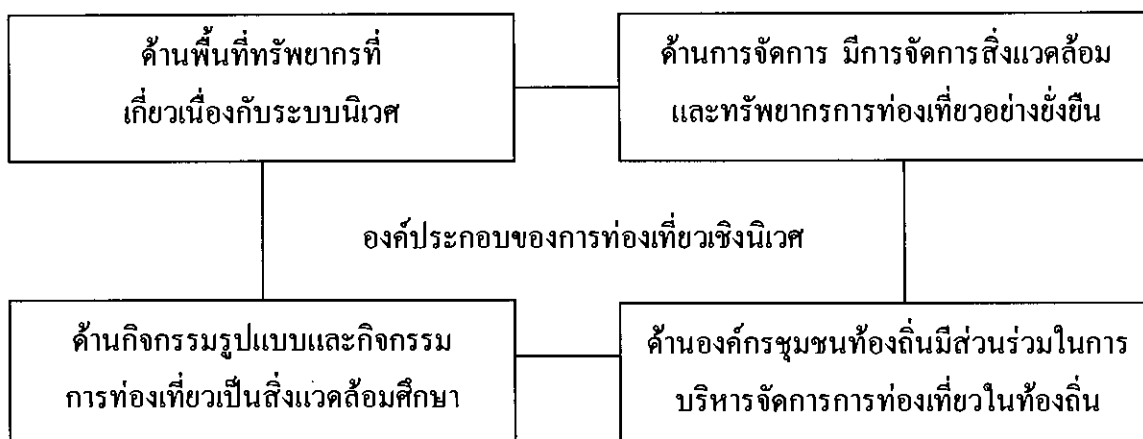 ด้านพื้นที่ทรัพยากรที่
เกี่ยวเนื่องกับระบบนิเวศ
ด้านการจัดการ มีการจัดการสิ่งแวดล้อม
และทรัพยากรการท่องเที่ยวอย่างยั่งยืน
องค์ประกอบของการท่องเที่ยวเชิงนิเวศ
ด้านกิจกรรมรูปแบบและกิจกรรม
การท่องเที่ยวเป็นสิ่งแวดล้อมศึกษา
ด้านองค์กรชุมชนท้องถิ่นมีส่วนร่วมในการ
บริหารจัดการการท่องเที่ยวในท้องถิ่น